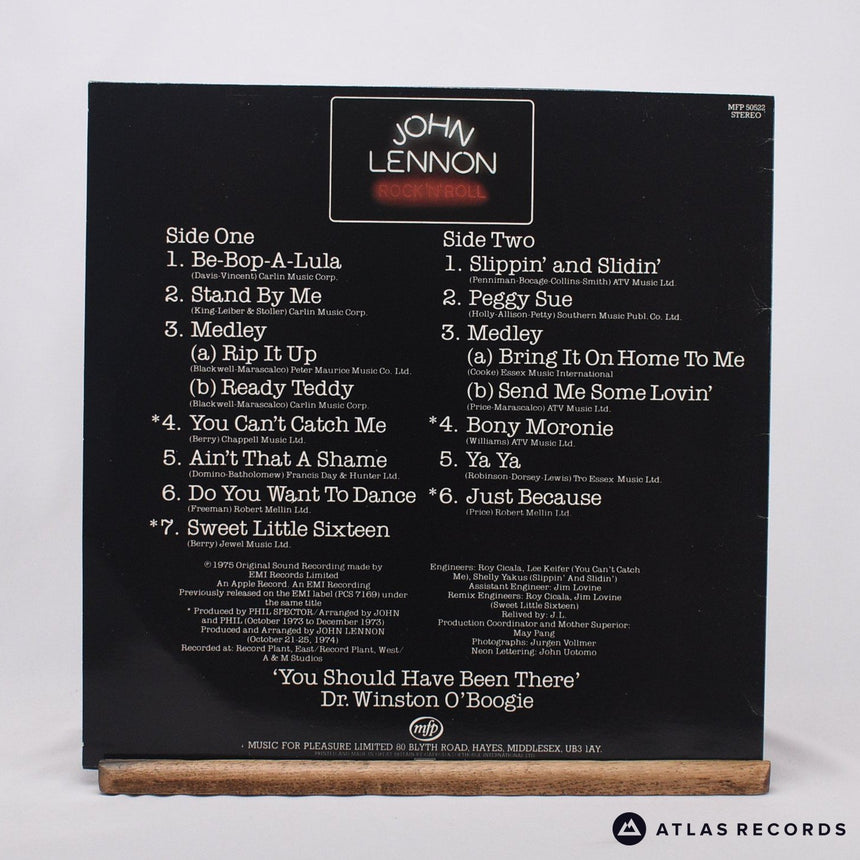 JOHN
LENNON
ROCK'N'ROLL
MFP 50522
STEREO
Side One
1. Be-Bop-A-Lula
(Davis-Vincent) Carlin Music Corp.
2. Stand By Me
(King-Leiber & Stoller) Carlin Music Corp.
3. Medley
(a) Rip It Up
(Blackwell-Marascalco) Peter Maurice Music Co. Ltd.
(b) Ready Teddy
(Blackwell-Marascalco) Carlin Music Corp.
*4. You Can't Catch Me
(Berry) Chappell Music Ltd.
5. Ain't That A Shame
(Domino-Batholomew) Francis Day & Hunter Ltd.
6. Do You Want To Dance
(Freeman) Robert Mellin Ltd.
*7. Sweet Little Sixteen
(Berry) Jewel Music Ltd.
Side Two
1. Slippin' and Slidin'
(Penniman-Bocage-Collins-Smith) ATV Music Ltd.
2. Peggy Sue
(Holly-Allison-Petty) Southern Music Publ. Co. Ltd.
3. Medley
(a) Bring It On Home To Me
(Cooke) Essex Music International
(b) Send Me Some Lovin'
(Price-Marascalco) ATV Music Ltd.
*4. Bony Moronie
(Williams) ATV Music Ltd.
5. Ya Ya
(Robinson-Dorsey-Lewis) Tro Essex Music Ltd.
*6. Just Because
(Price) Robert Mellin Ltd.
℗ 1975 Original Sound Recording made by
EMI Records Limited
An Apple Record. An EMI Recording
Previously released on the EMI label (PCS 7169) under
the same title
* Produced by PHIL SPECTOR/Arranged by JOHN
and PHIL (October 1973 to December 1973)
Produced and Arranged by JOHN LENNON
(October 21-25, 1974)
Recorded at: Record Plant, East/Record Plant, West/
A & M Studios
Engineers: Roy Cicala, Lee Keifer (You Can't Catch
Me), Shelly Yakus (Slippin' And Slidin')
Assistant Engineer: Jim Lovine
Remix Engineers: Roy Cicala, Jim Lovine
(Sweet Little Sixteen)
Relived by: J.L.
Production Coordinator and Mother Superior:
May Pang
Photographs: Jurgen Vollmer
Neon Lettering: John Uotomo
'You Should Have Been There'
Dr. Winston O'Boogie
mfp
MUSIC FOR PLEASURE LIMITED 80 BLYTH ROAD, HAYES, MIDDLESEX, UB3 1AY.
ATLAS RECORDS